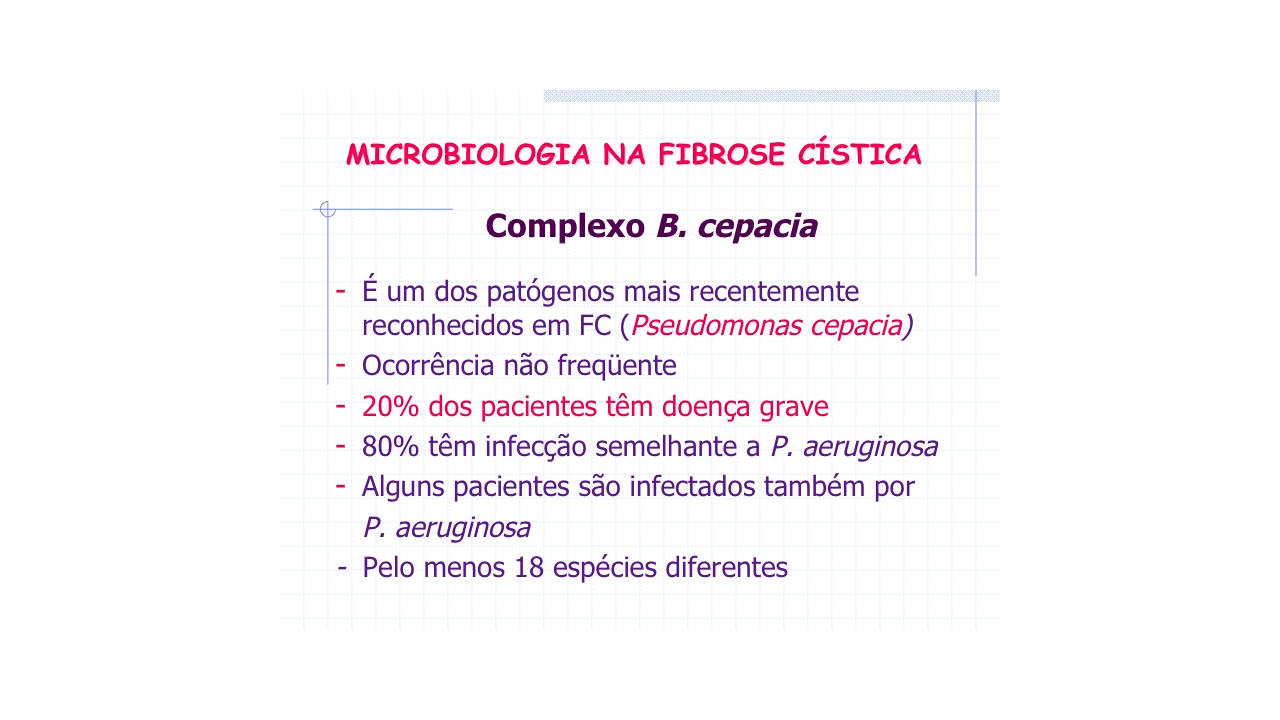 MICROBIOLOGIA NA FIBROSE CÍSTICA
Complexo B. cepacia
- É um dos patógenos mais recentemente
reconhecidos em FC (Pseudomonas cepacia)
- Ocorrência não freqüente
- 20% dos pacientes têm doença grave
- 80% têm infecção semelhante a P. aeruginosa
- Alguns pacientes são infectados também por
P. aeruginosa
- Pelo menos 18 espécies diferentes